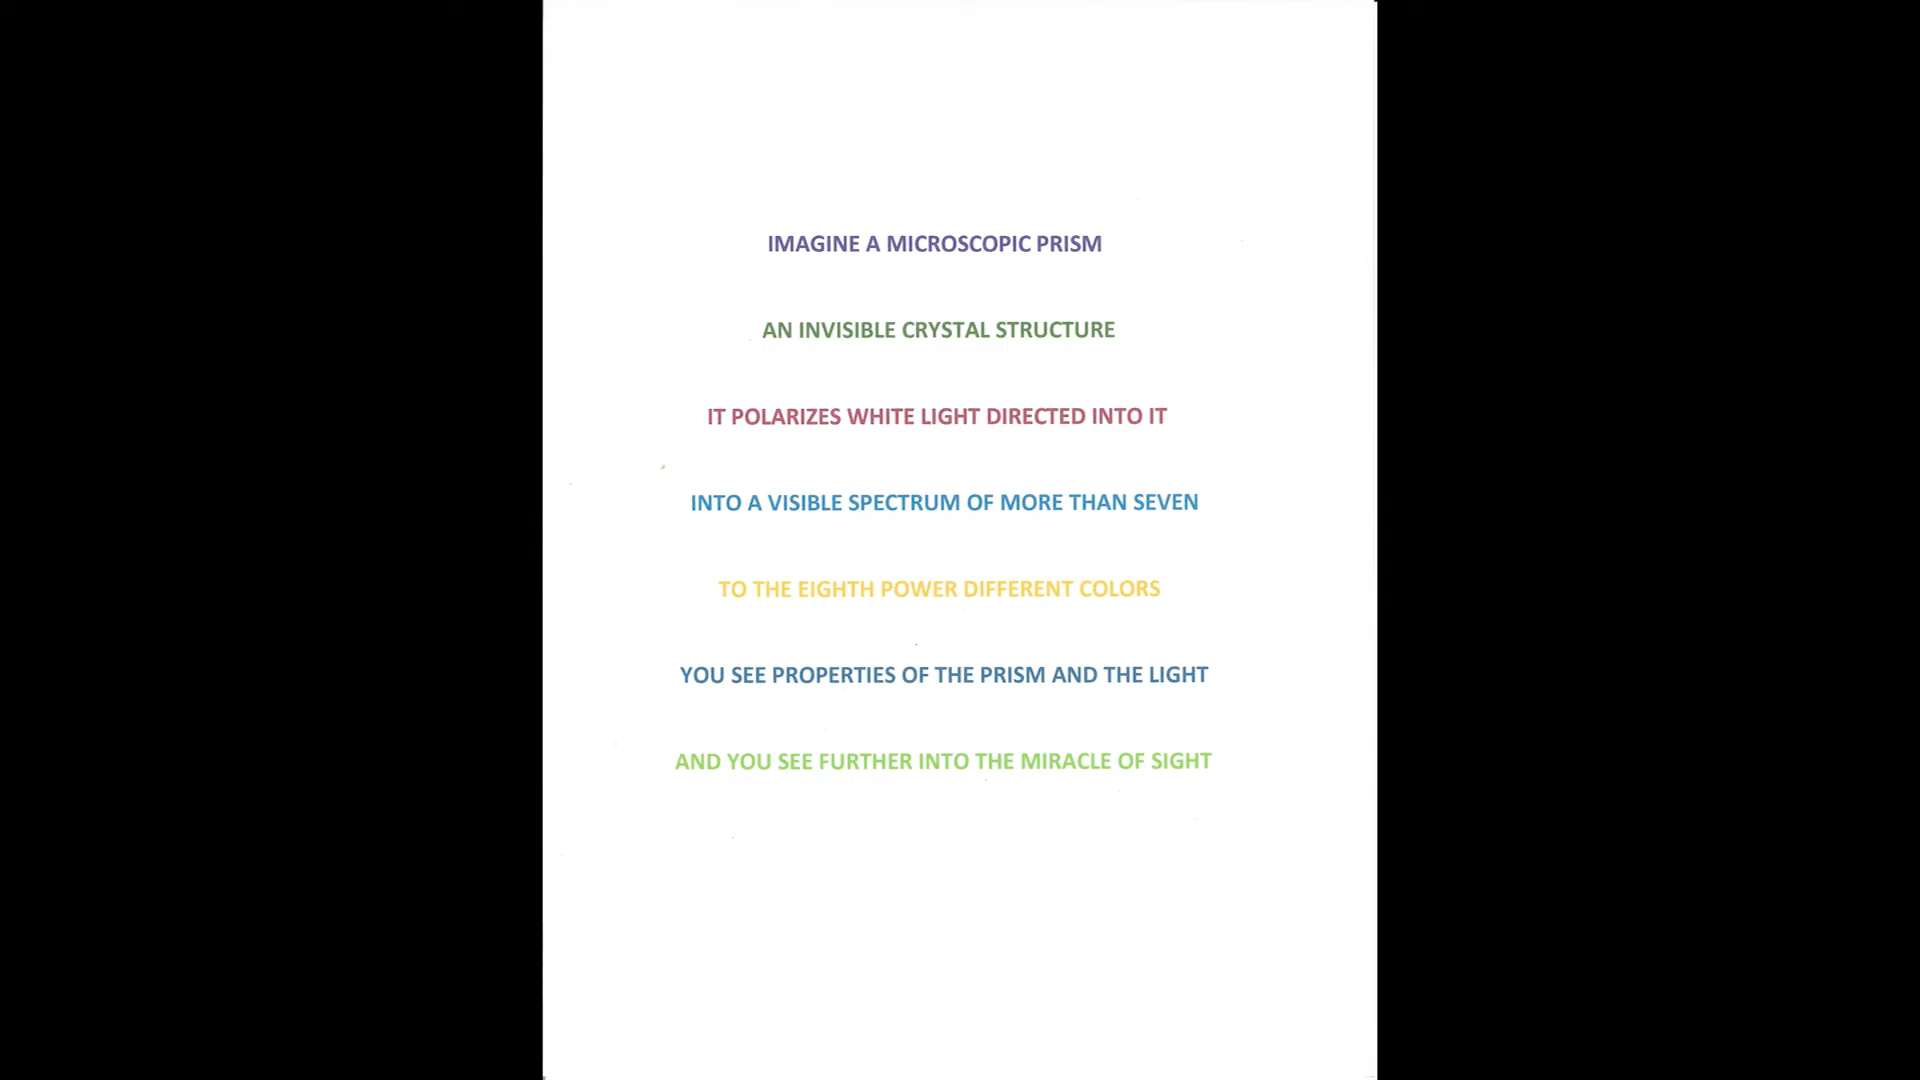 IMAGINE A MICROSCOPIC PRISM
AN INVISIBLE CRYSTAL STRUCTURE
IT POLARIZES WHITE LIGHT DIRECTED INTO IT
INTO A VISIBLE SPECTRUM OF MORE THAN SEVEN
TO THE EIGHTH POWER DIFFERENT COLORS
YOU SEE PROPERTIES OF THE PRISM AND THE LIGHT
AND YOU SEE FURTHER INTO THE MIRACLE OF SIGHT